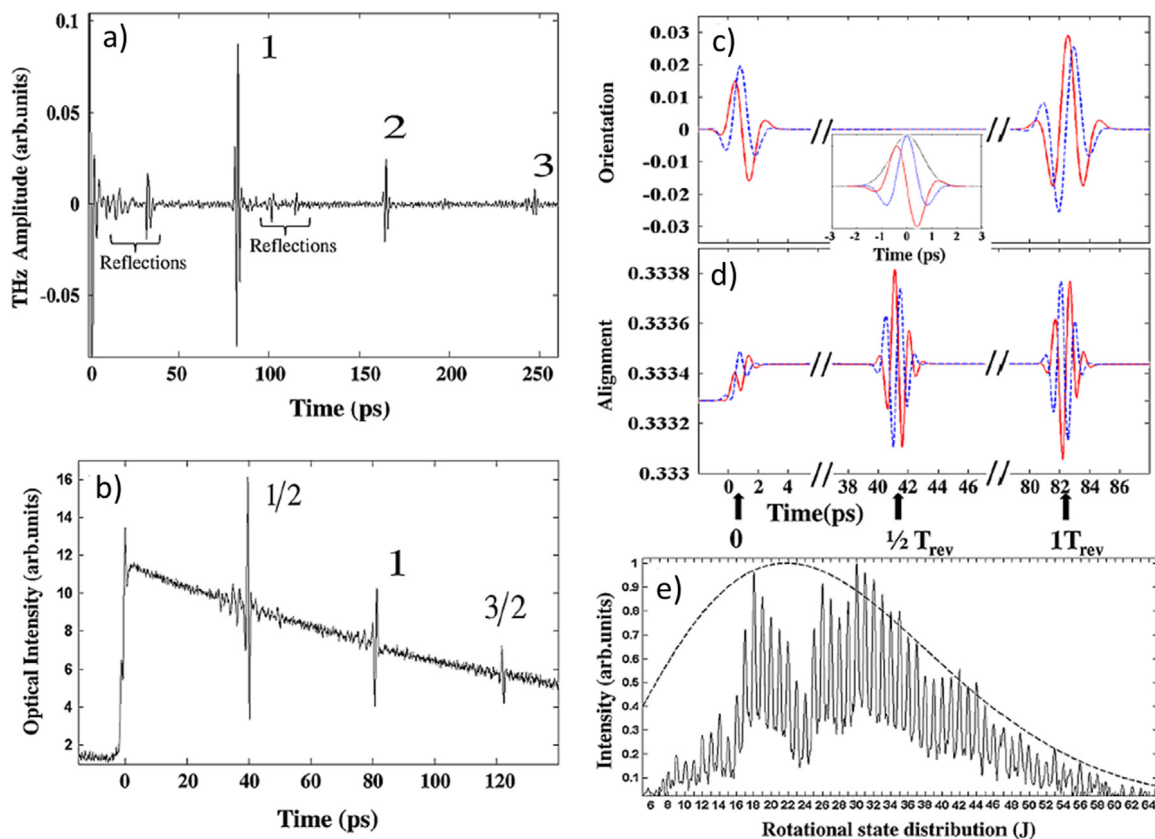 a)
THz Amplitude (arb.units)
0.1
0.05
0
-0.05
1
2
3
Reflections
Reflections
0 50 100 150 200 250
Time (ps)
b)
Optical Intensity (arb.units)
16
14
12
10
8
6
4
2
1/2
1
3/2
0 20 40 60 80 100 120
Time (ps)
c)
Orientation
0.03
0.02
0.01
0
-0.01
-0.02
-0.03
-3 -2 -1 0 1 2 3
Time (ps)
d)
Alignment
0.3338
0.3336
0.3334
0.3332
0.333
0 2 4 38 40 42 44 46 80 82 84 86
Time(ps)
0 ½ Trev 1Trev
e)
Intensity (arb.units)
1
0.9
0.8
0.7
0.6
0.5
0.4
0.3
0.2
0.1
6 8 10 12 14 16 18 20 22 24 26 28 30 32 34 36 38 40 42 44 46 48 50 52 54 56 58 60 62 64
Rotational state distribution (J)